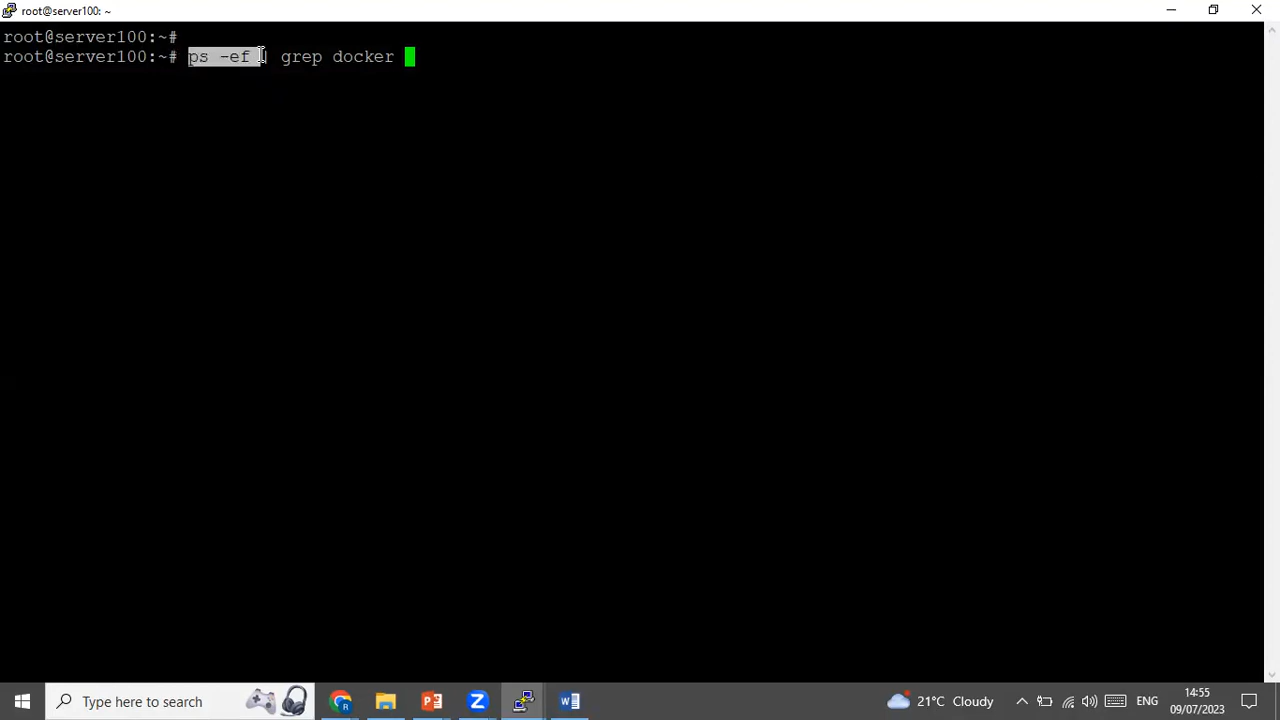 root@server100: ~
root@server100:~#
root@server100:~# ps -ef | grep docker
Type here to search
21°C Cloudy
ENG
14:55
09/07/2023